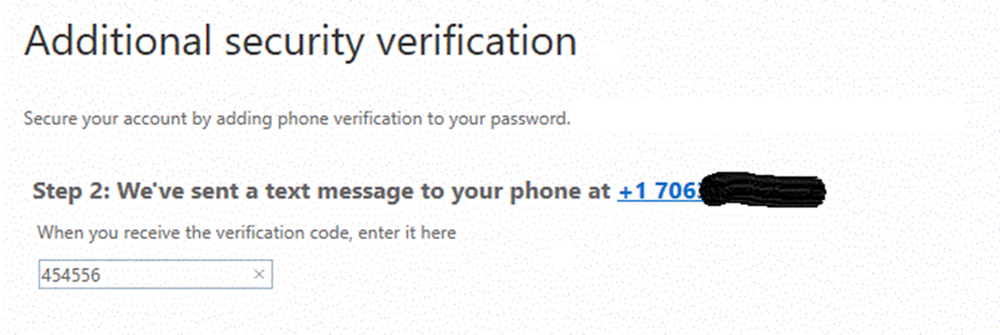 Additional security verification
Secure your account by adding phone verification to your password.
Step 2: We've sent a text message to your phone at +1 706
When you receive the verification code, enter it here
454556 ×